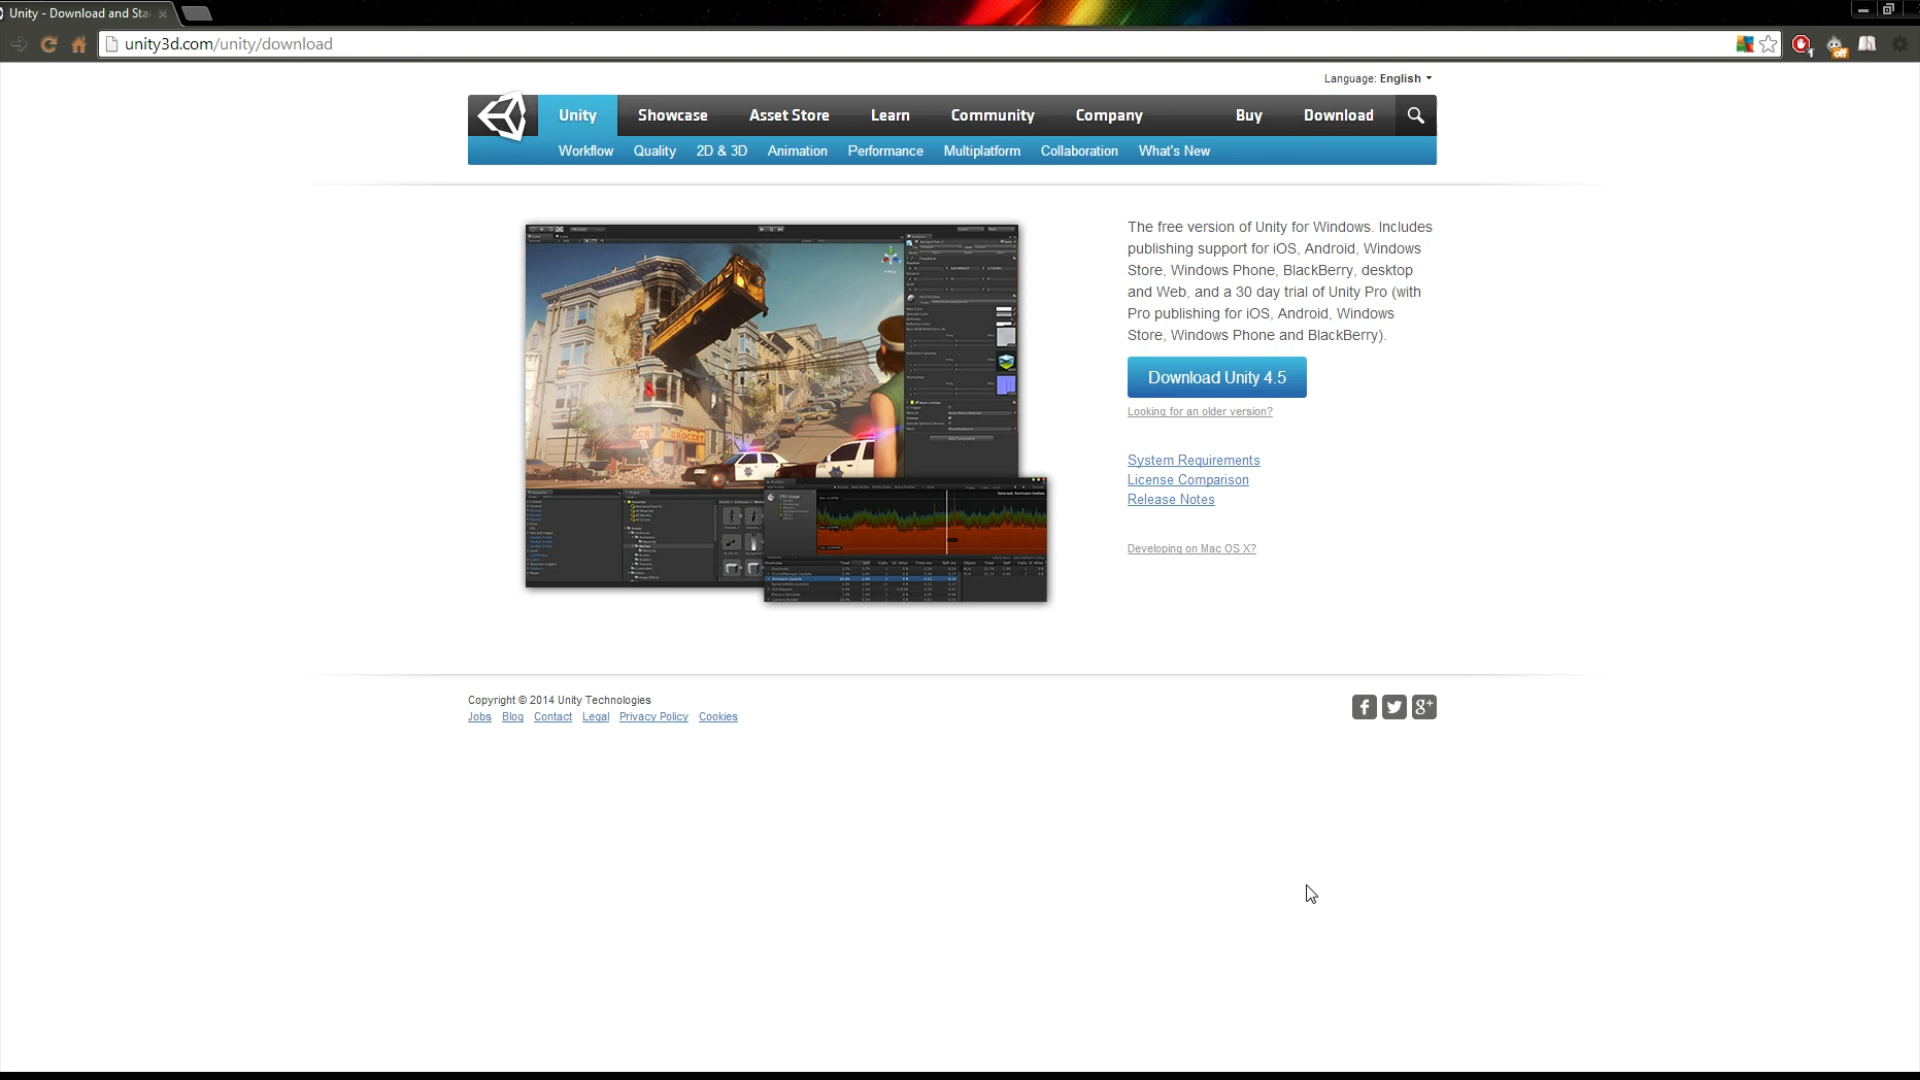 Unity - Download and Sta
unity3d.com/unity/download
1
off
Language: English
Unity Showcase Asset Store Learn Community Company Buy Download
Workflow Quality 2D & 3D Animation Performance Multiplatform Collaboration What's New
The free version of Unity for Windows. Includes
publishing support for iOS, Android, Windows
Store, Windows Phone, BlackBerry, desktop
and Web, and a 30 day trial of Unity Pro (with
Pro publishing for iOS, Android, Windows
Store, Windows Phone and BlackBerry).
Download Unity 4.5
Looking for an older version?
System Requirements
License Comparison
Release Notes
Developing on Mac OS X?
GROCERY
CPU Usage
Copyright © 2014 Unity Technologies
Jobs Blog Contact Legal Privacy Policy Cookies